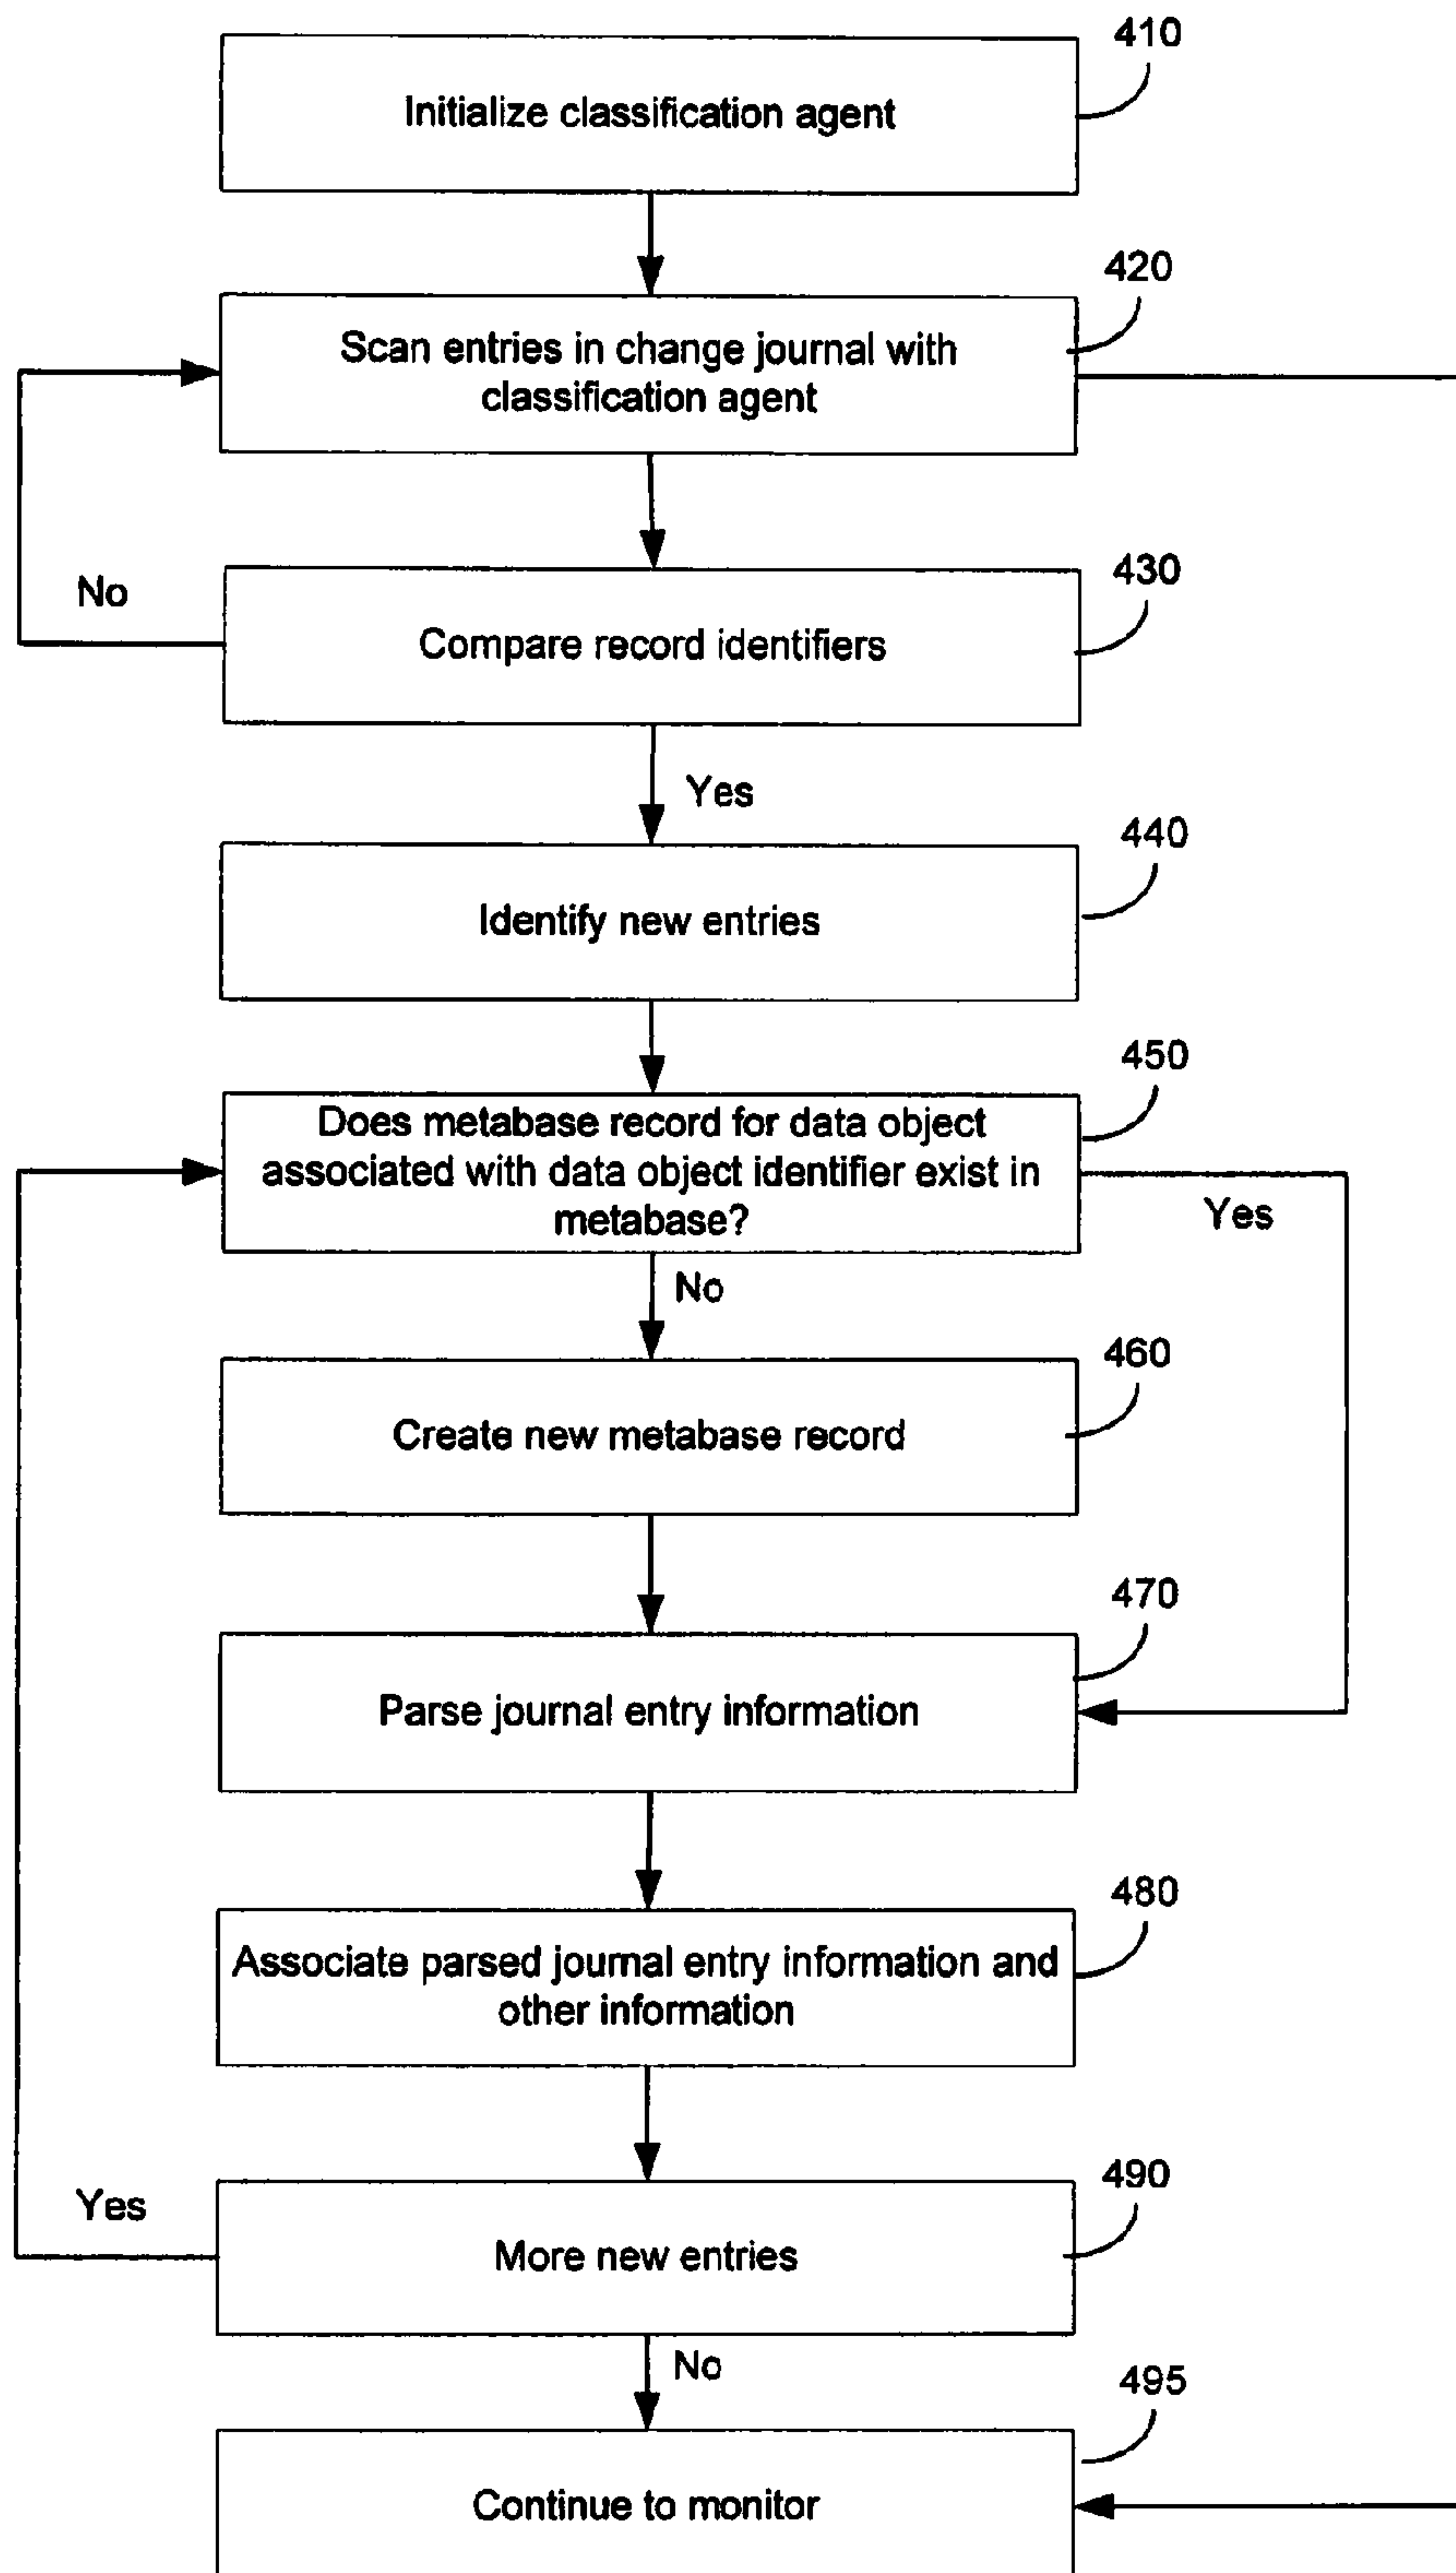 410
Initialize classification agent
420
Scan entries in change journal with
classification agent
430
No
Compare record identifiers
Yes
440
Identify new entries
450
Does metabase record for data object
associated with data object identifier exist in
metabase?
Yes
No
460
Create new metabase record
470
Parse journal entry information
480
Associate parsed journal entry information and
other information
490
Yes
More new entries
No
495
Continue to monitor